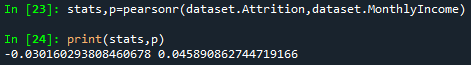 In [23]: stats,p=pearsonr(dataset.Attrition,dataset.MonthlyIncome)
In [24]: print(stats,p)
-0.030160293808460678 0.045890862744719166